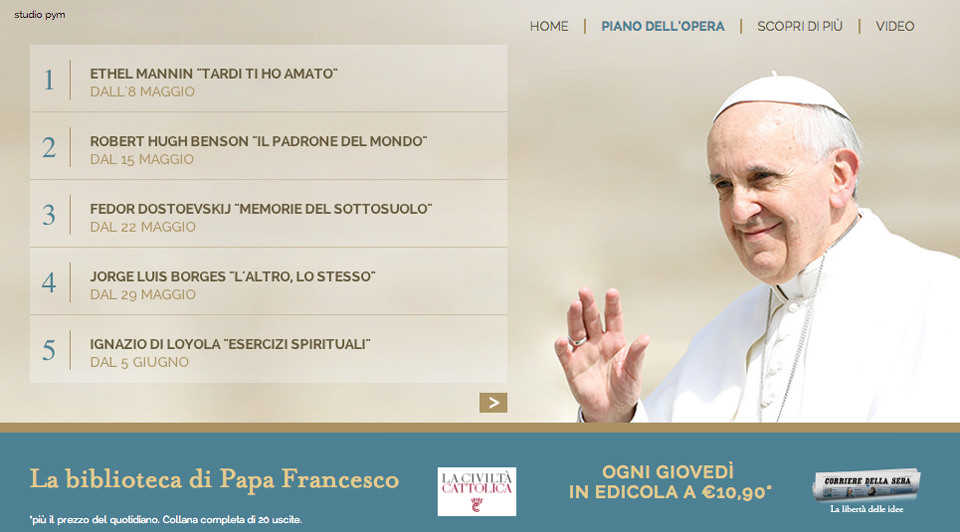 studio pym
HOME | PIANO DELL'OPERA | SCOPRI DI PIÙ | VIDEO
1
ETHEL MANNIN "TARDI TI HO AMATO"
DALL'8 MAGGIO
2
ROBERT HUGH BENSON "IL PADRONE DEL MONDO"
DAL 15 MAGGIO
3
FEDOR DOSTOEVSKIJ "MEMORIE DEL SOTTOSUOLO"
DAL 22 MAGGIO
4
JORGE LUIS BORGES "L'ALTRO, LO STESSO"
DAL 29 MAGGIO
5
IGNAZIO DI LOYOLA "ESERCIZI SPIRITUALI"
DAL 5 GIUGNO
>
La biblioteca di Papa Francesco
*più il prezzo del quotidiano. Collana completa di 20 uscite.
LA CIVILTÀ
CATTOLICA
OGNI GIOVEDÌ
IN EDICOLA A €10,90*
CORRIERE DELLA SERA
La libertà delle idee